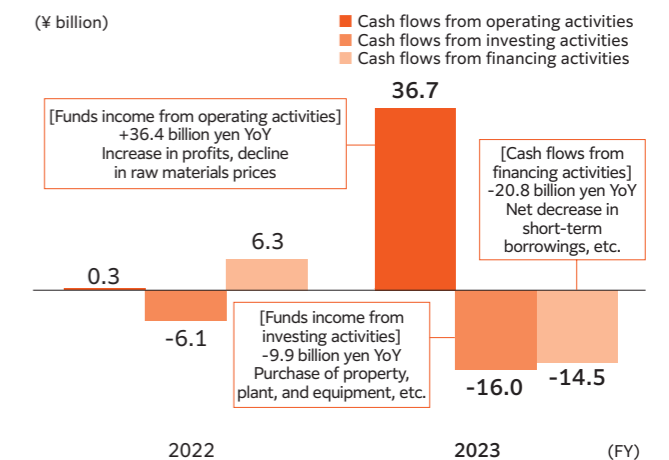 (¥ billion)
Cash flows from operating activities
Cash flows from investing activities
Cash flows from financing activities
36.7
[Funds income from operating activities]
+36.4 billion yen YoY
Increase in profits, decline
in raw materials prices
[Cash flows from
financing activities]
-20.8 billion yen YoY
Net decrease in
short-term
borrowings, etc.
6.3
0.3
-6.1
[Funds income from
investing activities]
-9.9 billion yen YoY
Purchase of property,
plant, and equipment, etc.
-16.0
-14.5
2022
2023
(FY)